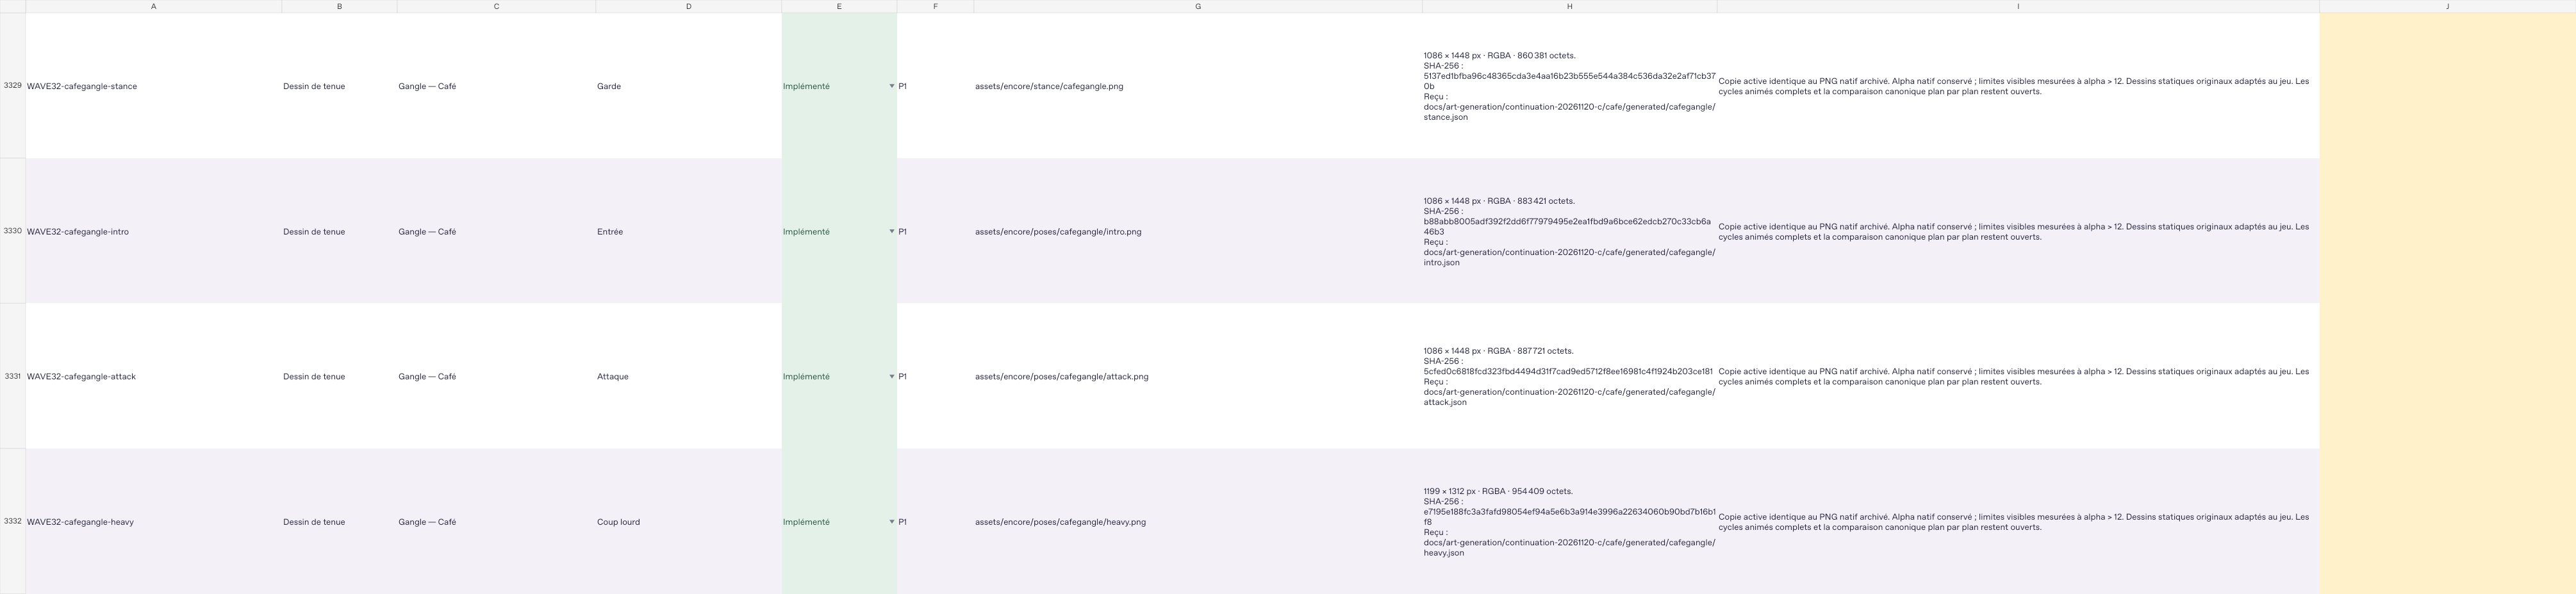 A B C D E F G H I J
3329 WAVE32-cafegangle-stance Dessin de tenue Gangle — Café Garde Implémenté P1 assets/encore/stance/cafegangle.png
1086 × 1448 px · RGBA · 860 381 octets.
SHA-256 :
5137ed1bfba96c48365cda3e4aa16b23b555e544a384c536da32e2af71cb37
0b
Reçu :
docs/art-generation/continuation-20261120-c/cafe/generated/cafegangle/
stance.json
Copie active identique au PNG natif archivé. Alpha natif conservé ; limites visibles mesurées à alpha > 12. Dessins statiques originaux adaptés au jeu. Les
cycles animés complets et la comparaison canonique plan par plan restent ouverts.
3330 WAVE32-cafegangle-intro Dessin de tenue Gangle — Café Entrée Implémenté P1 assets/encore/poses/cafegangle/intro.png
1086 × 1448 px · RGBA · 883 421 octets.
SHA-256 :
b88abb8005adf392f2dd6f77979495e2ea1fbd9a6bce62edcb270c33cb6a
46b3
Reçu :
docs/art-generation/continuation-20261120-c/cafe/generated/cafegangle/
intro.json
Copie active identique au PNG natif archivé. Alpha natif conservé ; limites visibles mesurées à alpha > 12. Dessins statiques originaux adaptés au jeu. Les
cycles animés complets et la comparaison canonique plan par plan restent ouverts.
3331 WAVE32-cafegangle-attack Dessin de tenue Gangle — Café Attaque Implémenté P1 assets/encore/poses/cafegangle/attack.png
1086 × 1448 px · RGBA · 887 721 octets.
SHA-256 :
5cfed0c6818fcd323fbd4494d31f7cad9ed5712f8ee16981c4f1924b203ce181
Reçu :
docs/art-generation/continuation-20261120-c/cafe/generated/cafegangle/
attack.json
Copie active identique au PNG natif archivé. Alpha natif conservé ; limites visibles mesurées à alpha > 12. Dessins statiques originaux adaptés au jeu. Les
cycles animés complets et la comparaison canonique plan par plan restent ouverts.
3332 WAVE32-cafegangle-heavy Dessin de tenue Gangle — Café Coup lourd Implémenté P1 assets/encore/poses/cafegangle/heavy.png
1199 × 1312 px · RGBA · 954 409 octets.
SHA-256 :
e7195e188fc3a3fafd98054ef94a5e6b3a914e3996a22634060b90bd7b16b1
f8
Reçu :
docs/art-generation/continuation-20261120-c/cafe/generated/cafegangle/
heavy.json
Copie active identique au PNG natif archivé. Alpha natif conservé ; limites visibles mesurées à alpha > 12. Dessins statiques originaux adaptés au jeu. Les
cycles animés complets et la comparaison canonique plan par plan restent ouverts.